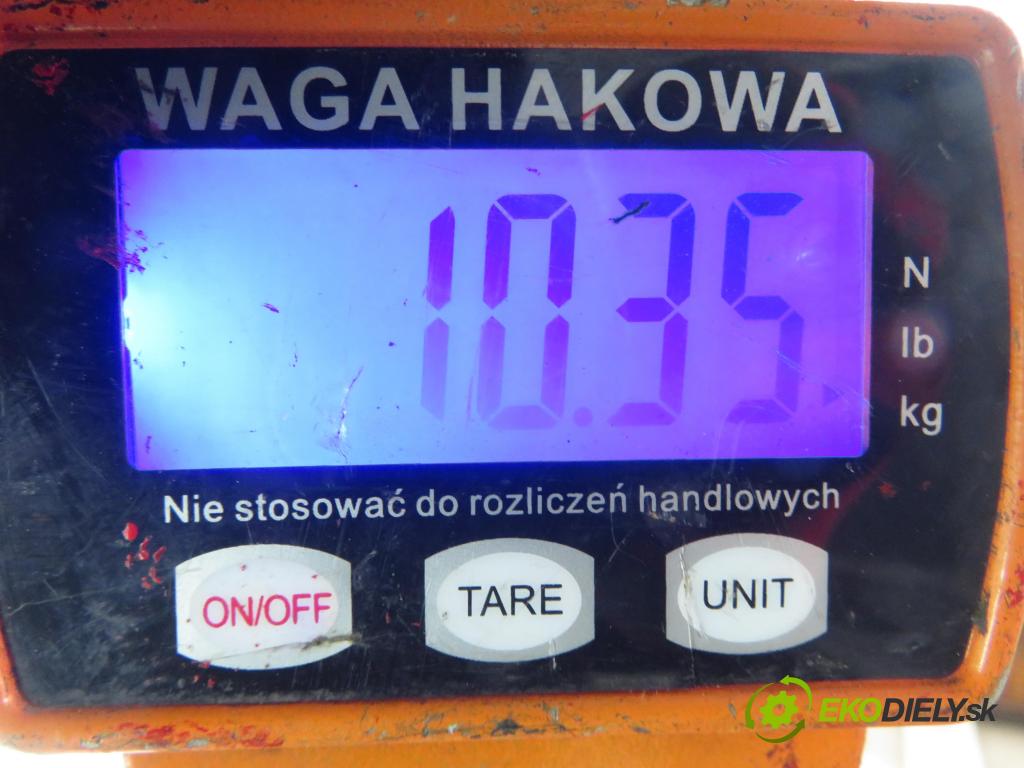 WAGA HAKOWA
10.35
N
lb
kg
Nie stosować do rozliczeń handlowych
ON/OFF
TARE
UNIT
EKODIELY.sk